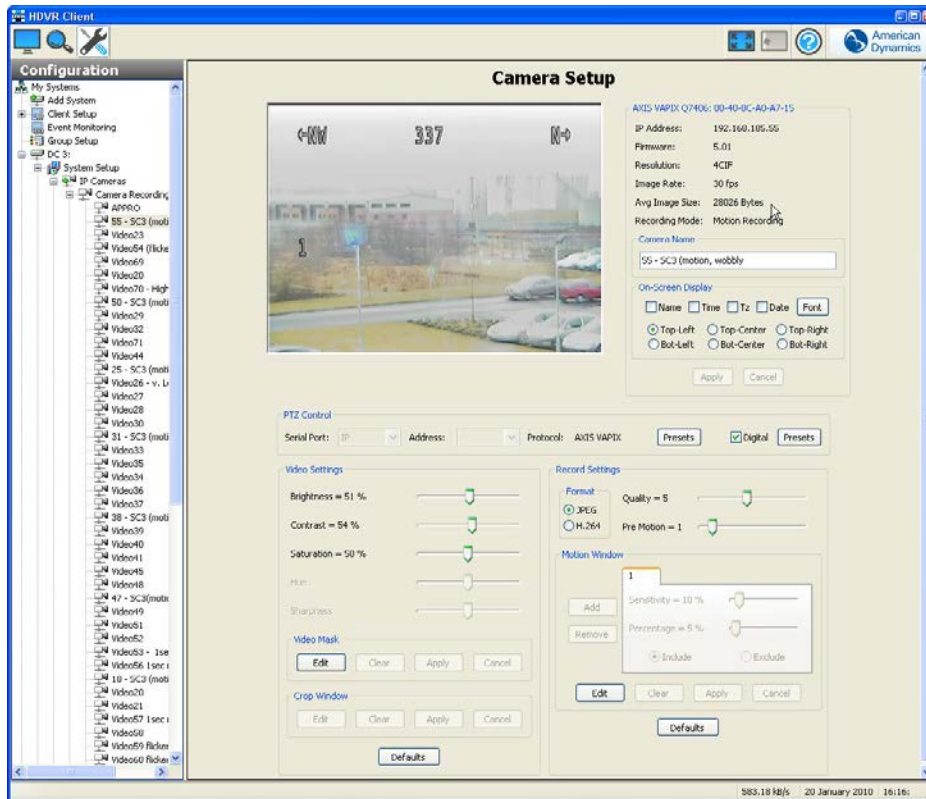 HDVR Client
American
Dynamics
Configuration
My Systems
Add System
Client Setup
Event Monitoring
Group Setup
DC 3:
System Setup
IP Cameras
Camera Recording
APPRO
55 - SC3 (moti
Video23
Video54 (flicke
Video69
Video20
Video70 - High
50 - SC3 (moti
Video29
Video32
Video71
Video44
25 - SC3 (moti
Video26 - v. L
Video27
Video28
Video30
31 - SC3 (moti
Video33
Video35
Video34
Video36
Video37
38 - SC3 (moti
Video39
Video40
Video41
Video45
Video48
47 - SC3(motio
Video49
Video51
Video52
Video53 - 1se
Video56 1sec
18 - SC3 (moti
Video20
Video21
Video57 1sec
Video58
Video59 flicker
Video60 flicker
Camera Setup
<-NW 337 N->
1
AXIS VAPIX Q7406: 00-40-8C-A0-A7-15
IP Address: 192.168.105.55
Firmware: 5.01
Resolution: 4CIF
Image Rate: 30 fps
Avg Image Size: 28026 Bytes
Recording Mode: Motion Recording
Camera Name
55 - SC3 (motion, wobbly
On-Screen Display
Name Time Tz Date Font
Top-Left Top-Center Top-Right
Bot-Left Bot-Center Bot-Right
Apply Cancel
PTZ Control
Serial Port: IP Address: Protocol: AXIS VAPIX Presets Digital Presets
Video Settings
Brightness = 51 %
Contrast = 54 %
Saturation = 50 %
Hue
Sharpness
Video Mask
Edit Clear Apply Cancel
Crop Window
Edit Clear Apply Cancel
Defaults
Record Settings
Format
JPEG
H.264
Quality = 5
Pre Motion = 1
Motion Window
1
Add
Remove
Sensitivity = 10 %
Percentage = 5 %
Include Exclude
Edit Clear Apply Cancel
Defaults
583.18 kB/s 20 January 2010 16:16: